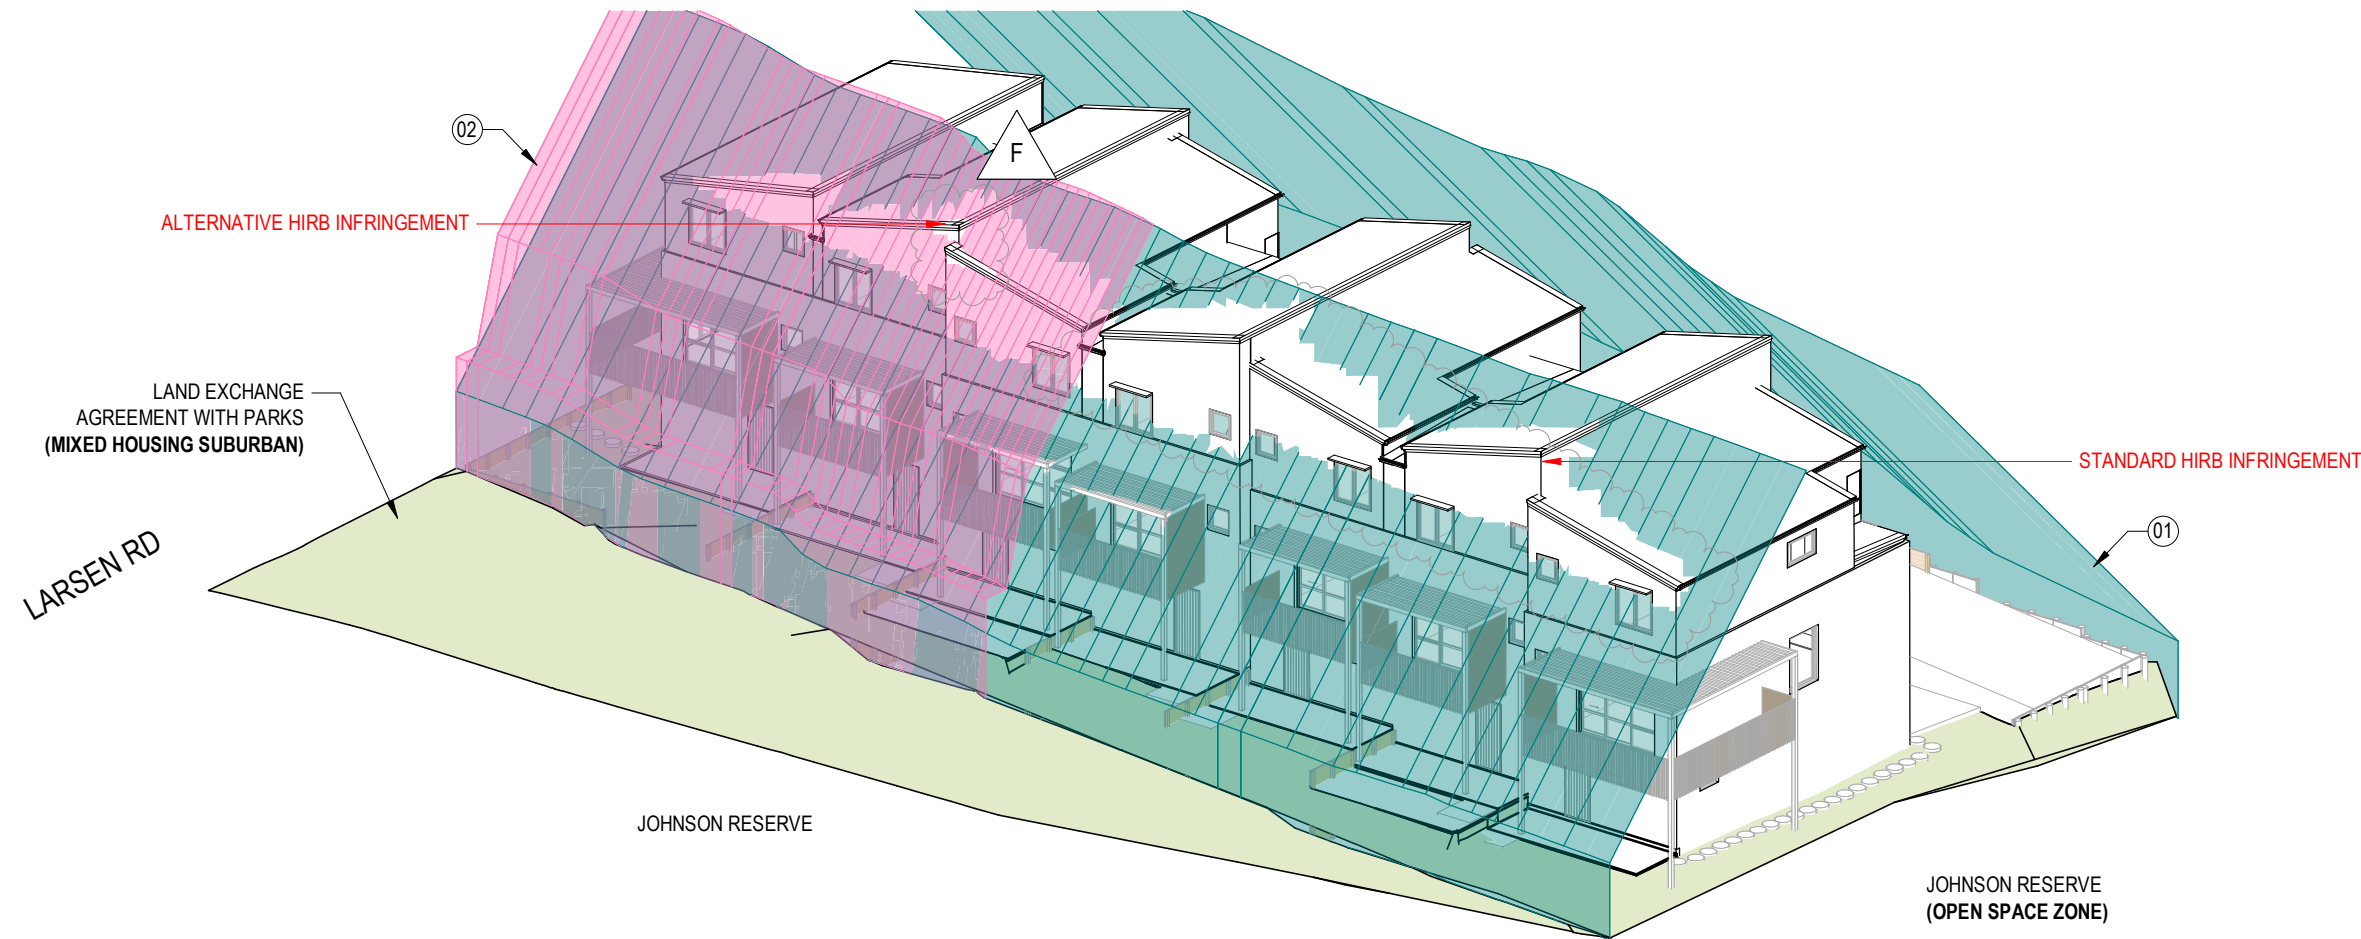 02
F
ALTERNATIVE HIRB INFRINGEMENT
LAND EXCHANGE
AGREEMENT WITH PARKS
(MIXED HOUSING SUBURBAN)
STANDARD HIRB INFRINGEMENT
01
LARSEN RD
JOHNSON RESERVE
JOHNSON RESERVE
(OPEN SPACE ZONE)